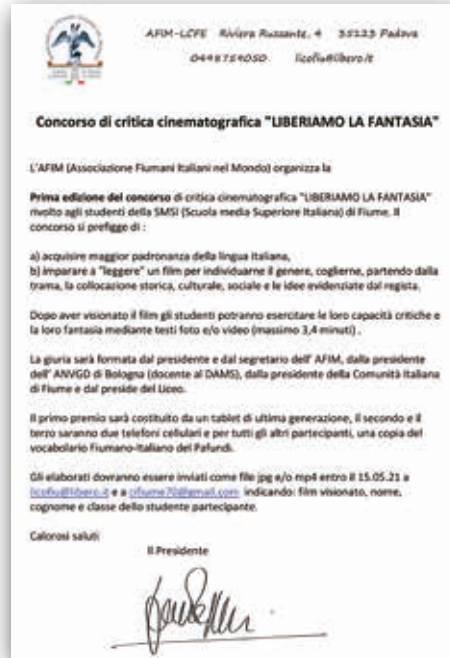 AFIM-LCFE Riviera Ruzzante, 4 35123 Padova
0498759050 licofiu@libero.it
Concorso di critica cinematografica "LIBERIAMO LA FANTASIA"
L'AFIM (Associazione Fiumani Italiani nel Mondo) organizza la
Prima edizione del concorso di critica cinematografica "LIBERIAMO LA FANTASIA"
rivolto agli studenti della SMSI (Scuola media Superiore Italiana) di Fiume. Il
concorso si prefigge di :
a) acquisire maggior padronanza della lingua italiana,
b) imparare a "leggere" un film per individuarne il genere, coglierne, partendo dalla
trama, la collocazione storica, culturale, sociale e le idee evidenziate dal regista.
Dopo aver visionato il film gli studenti potranno esercitare le loro capacità critiche e
la loro fantasia mediante testi foto e/o video (massimo 3,4 minuti) .
La giuria sarà formata dal presidente e dal segretario dell' AFIM, dalla presidente
dell' ANVGD di Bologna (docente al DAMS), dalla presidente della Comunità Italiana
di Fiume e dal preside del Liceo.
Il primo premio sarà costituito da un tablet di ultima generazione, il secondo e il
terzo saranno due telefoni cellulari e per tutti gli altri partecipanti, una copia del
vocabolario Fiumano-Italiano del Pafundi.
Gli elaborati dovranno essere inviati come file jpg e/o mp4 entro il 15.05.21 a
licofiu@libero.it e a cifiume70@gmail.com indicando: film visionato, nome,
cognome e classe dello studente partecipante.
Calorosi saluti
Il Presidente